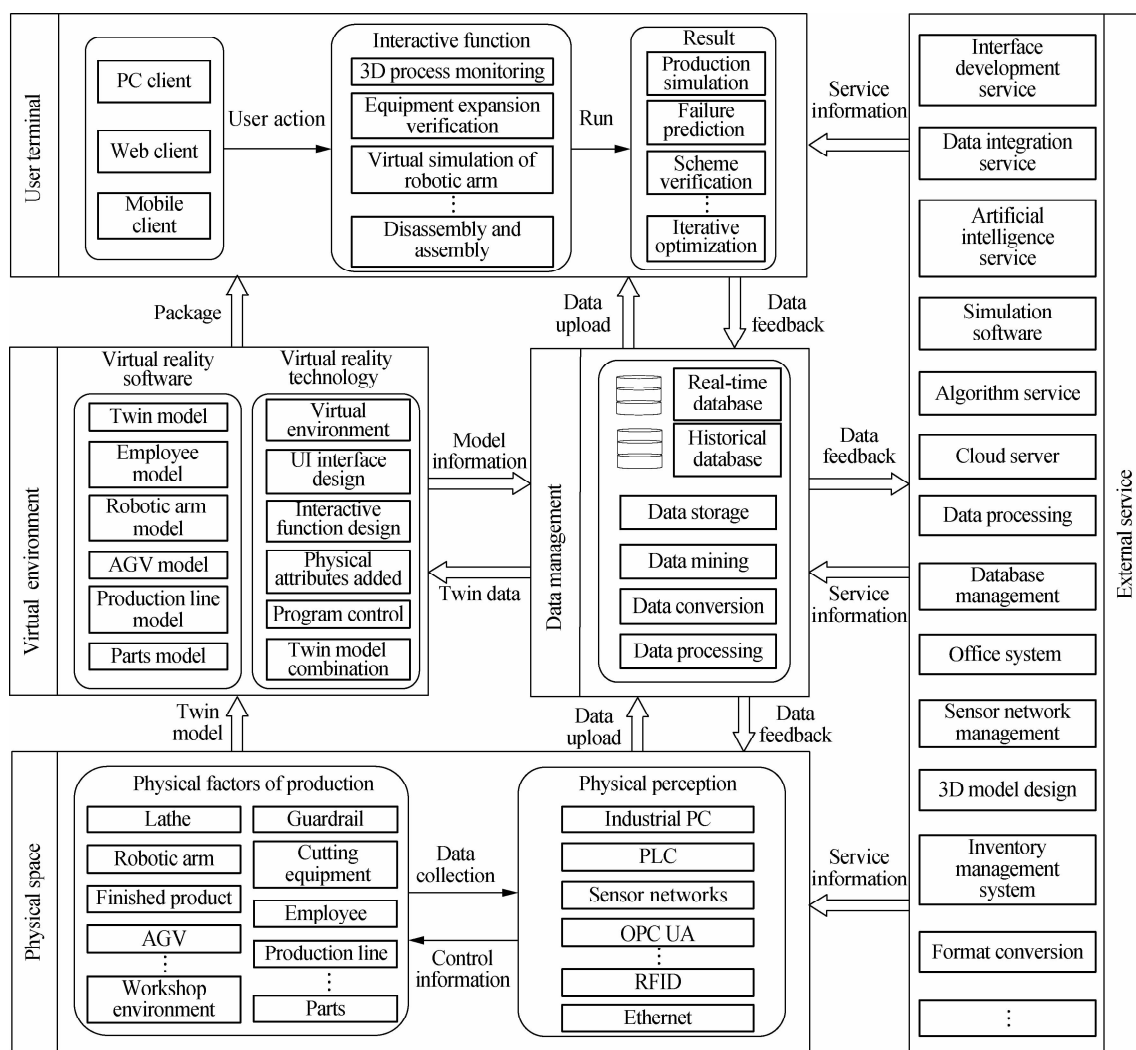 User terminal
PC client
Web client
Mobile
client
User action
Interactive function
3D process monitoring
Equipment expansion
verification
Virtual simulation of
robotic arm
⋮
Disassembly and
assembly
Run
Result
Production
simulation
Failure
prediction
Scheme
verification
⋮
Iterative
optimization
Service
information
Package
Data
upload
Data
feedback
Virtual environment
Virtual reality
software
Twin model
Employee
model
Robotic arm
model
AGV model
Production line
model
Parts model
Virtual reality
technology
Virtual
environment
UI interface
design
Interactive
function design
Physical
attributes added
Program control
Twin model
combination
Model
information
Twin data
Data management
Real-time
database
Historical
database
Data storage
Data mining
Data conversion
Data processing
Data
feedback
Service
information
Twin
model
Data
upload
Data
feedback
Physical space
Physical factors of production
Lathe
Robotic arm
Finished product
AGV
⋮
Workshop
environment
Guardrail
Cutting
equipment
Employee
Production line
⋮
Parts
Data
collection
Control
information
Physical perception
Industrial PC
PLC
Sensor networks
OPC UA
⋮
RFID
Ethernet
Service
information
Interface
development
service
Data integration
service
Artificial
intelligence
service
Simulation
software
Algorithm service
Cloud server
Data processing
Database
management
Office system
Sensor network
management
3D model design
Inventory
management
system
Format conversion
⋮
External service